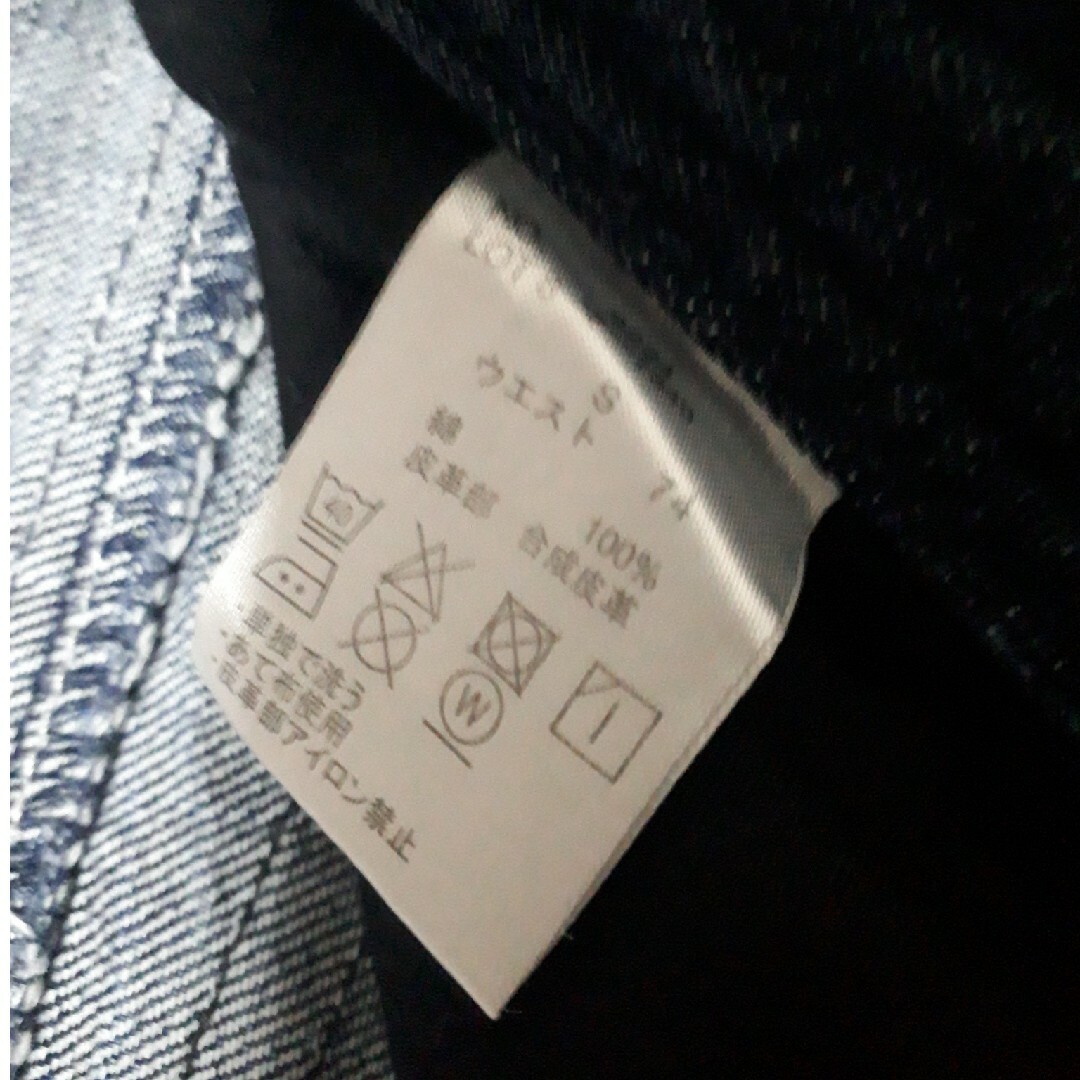 S
ウエスト 74
綿 100%
皮革部 合成皮革
W
・単独で洗う
・あて布使用
・皮革部アイロン禁止